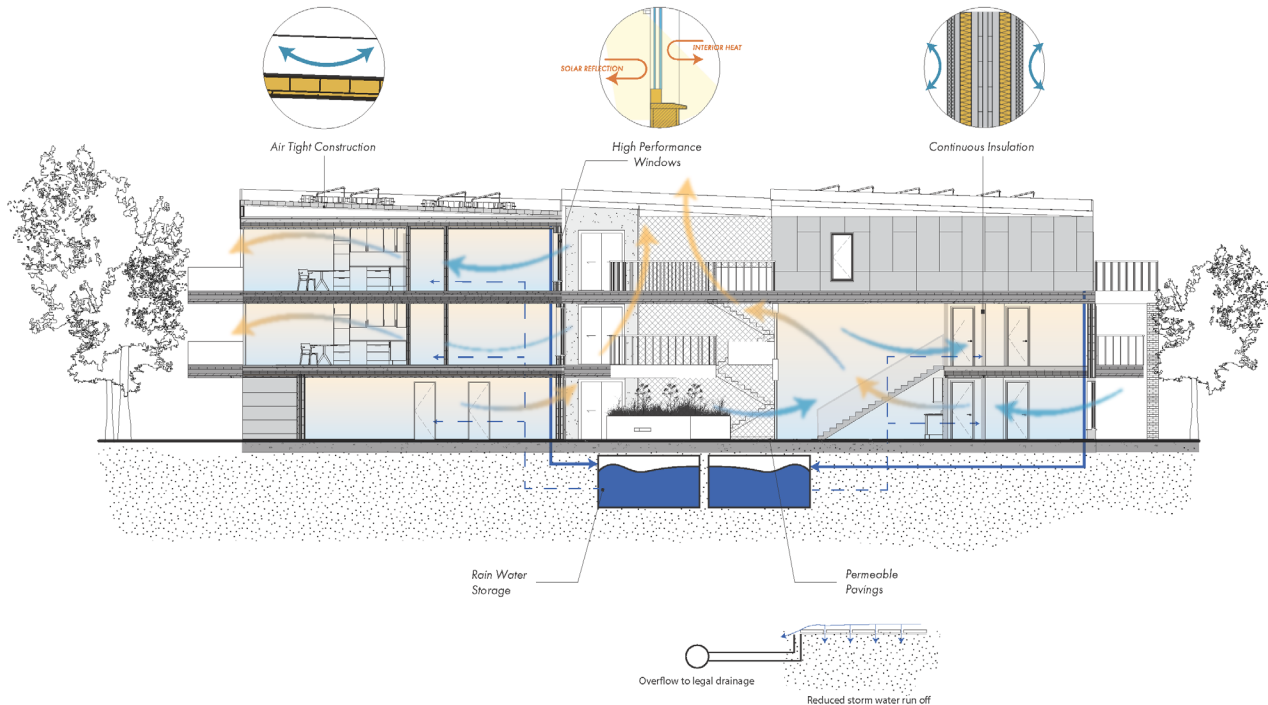 SOLAR REFLECTION
INTERIOR HEAT
Air Tight Construction
High Performance
Windows
Continuous Insulation
Rain Water
Storage
Permeable
Pavings
Overflow to legal drainage
Reduced storm water run off